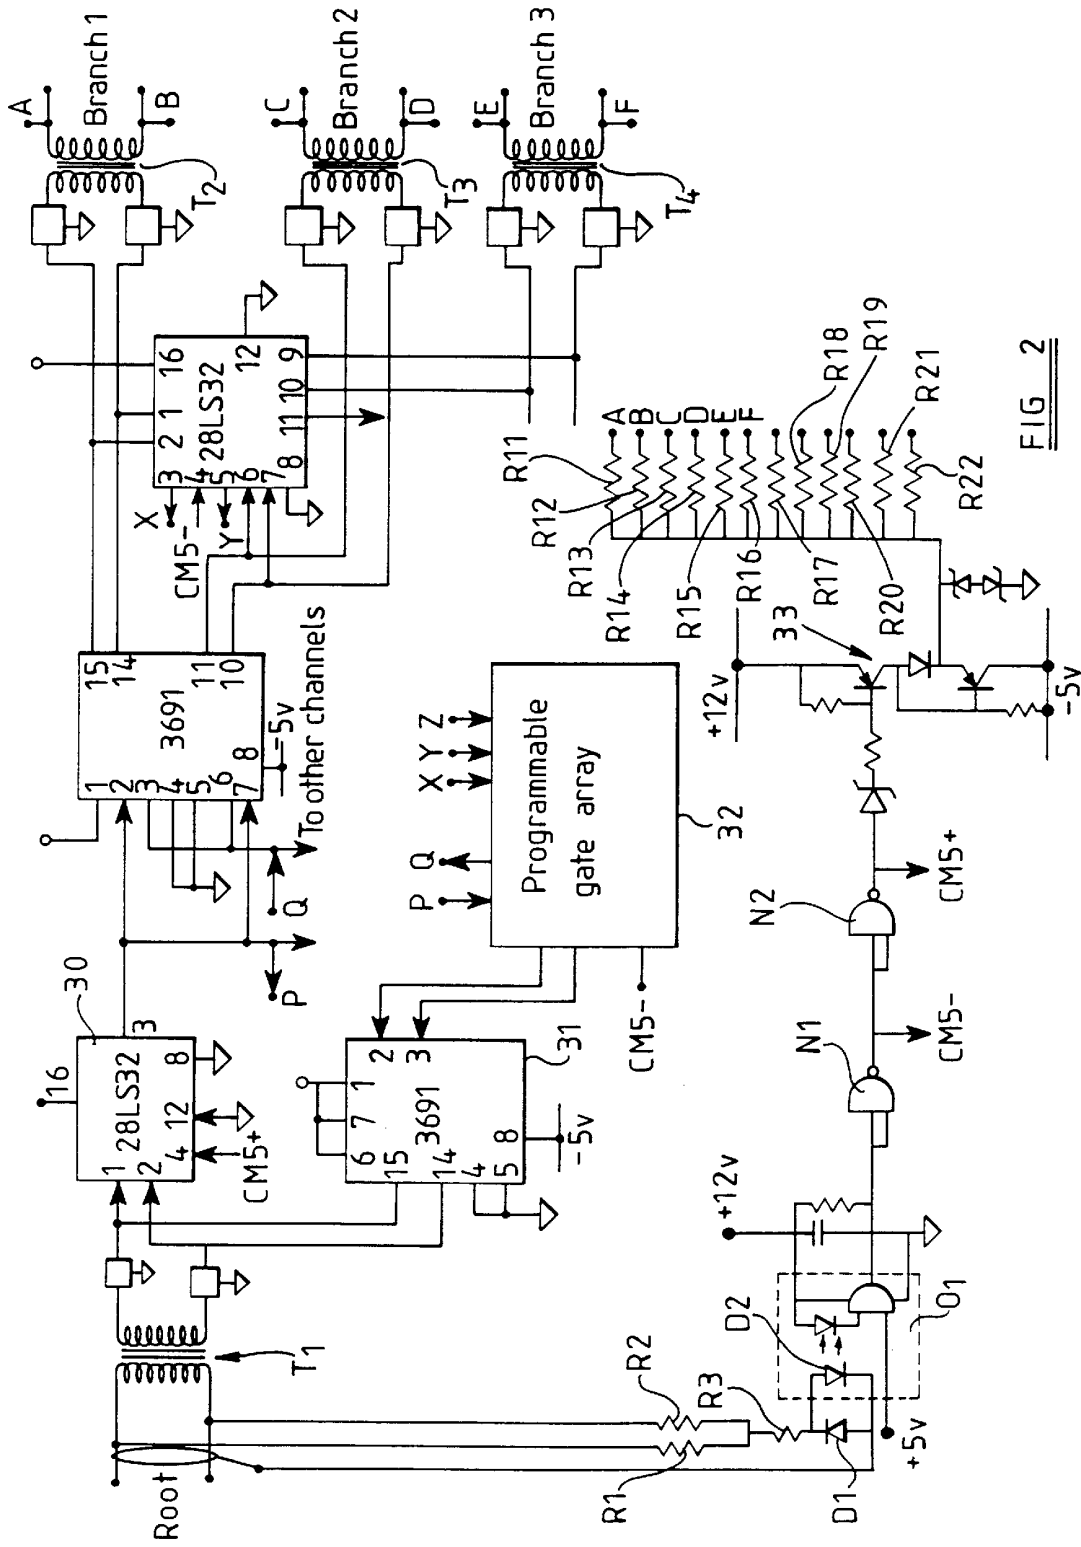 Root
T1
16
30
28LS32
1
2
4
12
8
3
CM5+
P
Q
To other channels
1
2
3
4
5
6
7
8
3691
15
14
11
10
-5v
X
CM5-
Y
3
4
5
6
7
8
28LS32
2
1
16
12
11
10
9
A
Branch 1
B
T2
C
Branch 2
D
T3
E
Branch 3
F
T4
6
7
1
2
3
3691
15
14
4
5
8
31
-5v
P
Q
X
Y
Z
Programmable
gate array
32
CM5-
R1
R2
R3
D1
D2
O1
+5v
+12v
N1
CM5-
N2
CM5+
+12v
33
-5v
R11
R12
R13
R14
R15
R16
R17
R20
R18
R19
R21
R22
A
B
C
D
E
F
FIG 2